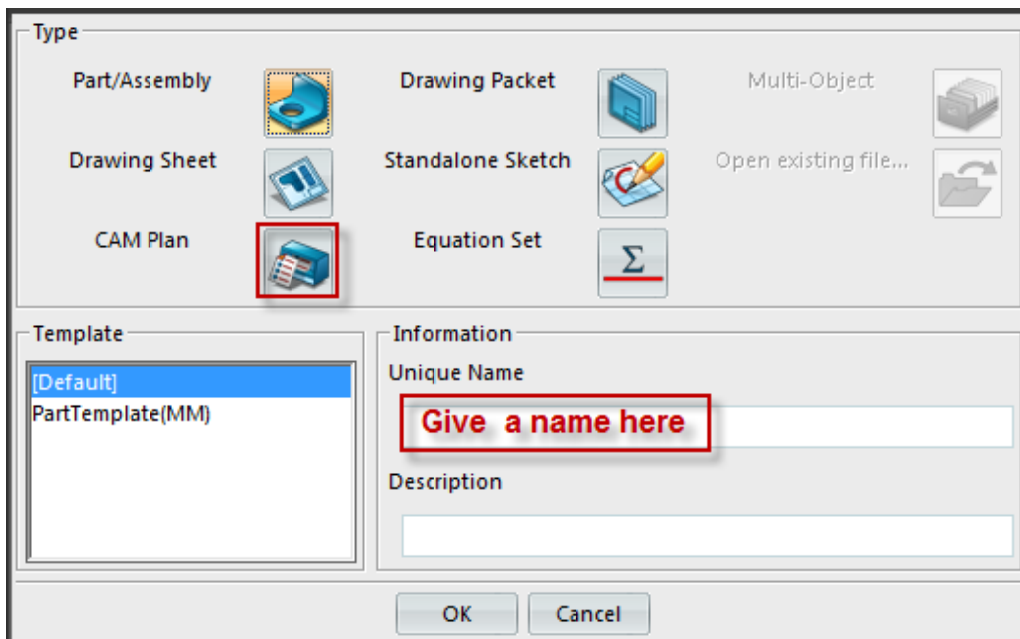 Type
Part/Assembly Drawing Packet Multi-Object
Drawing Sheet Standalone Sketch Open existing file...
CAM Plan Equation Set Σ
Template
[Default]
PartTemplate(MM)
Information
Unique Name
Give a name here
Description
OK Cancel